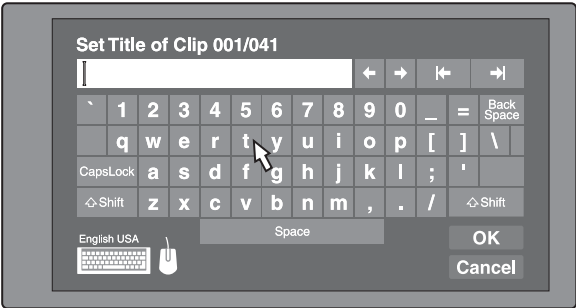 Set Title of Clip 001/041
← → |← →|
` 1 2 3 4 5 6 7 8 9 0 _ = Back Space
q w e r t y u i o p [ ] \
CapsLock a s d f g h j k l ; '
⇧ Shift z x c v b n m , . / ⇧ Shift
Space
English USA
OK
Cancel